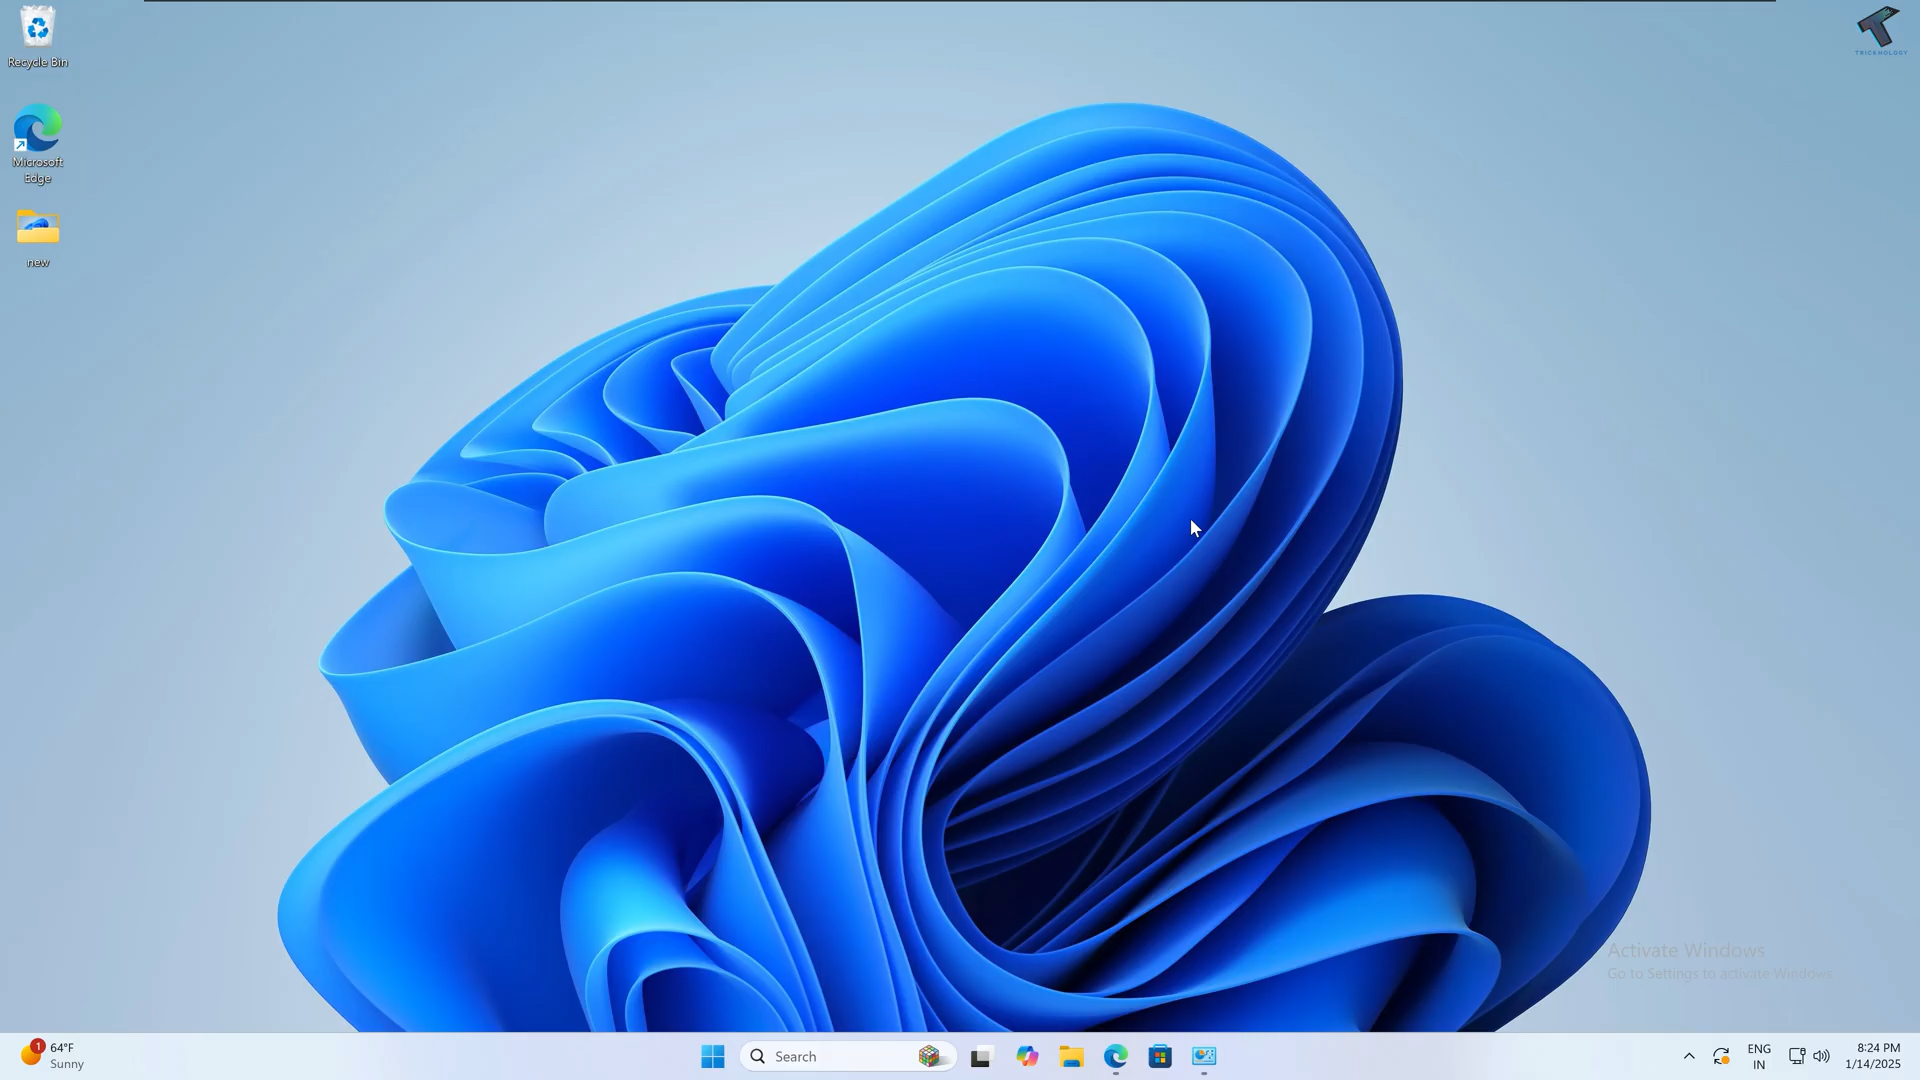 Recycle Bin
TRICKNOLOGY
Microsoft
Edge
new
Activate Windows
Go to Settings to activate Windows.
1
64°F
Sunny
Search
ENG
IN
8:24 PM
1/14/2025